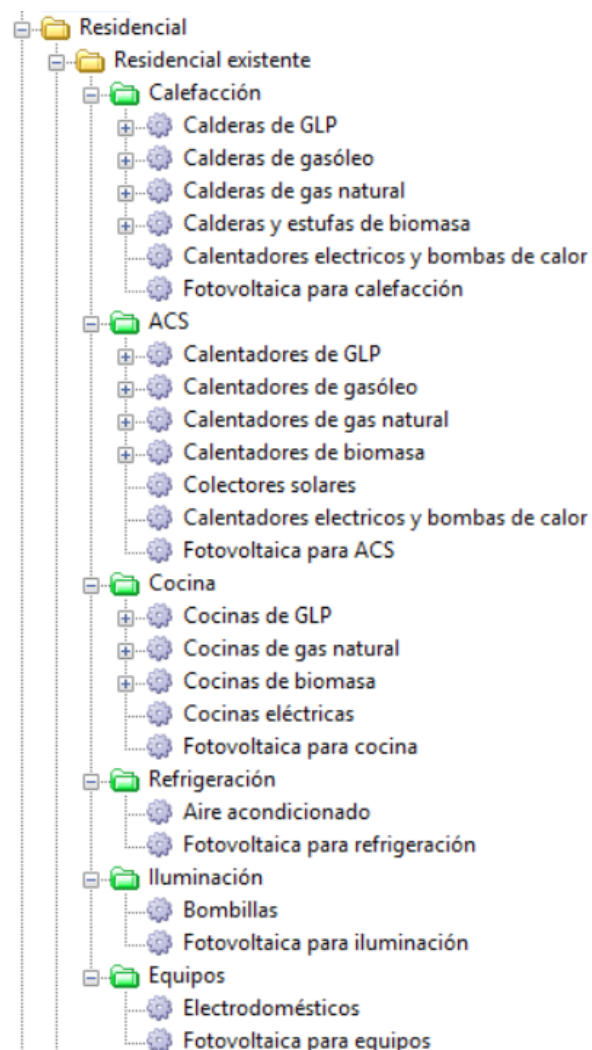 Residencial
Residencial existente
Calefacción
Calderas de GLP
Calderas de gasóleo
Calderas de gas natural
Calderas y estufas de biomasa
Calentadores electricos y bombas de calor
Fotovoltaica para calefacción
ACS
Calentadores de GLP
Calentadores de gasóleo
Calentadores de gas natural
Calentadores de biomasa
Colectores solares
Calentadores electricos y bombas de calor
Fotovoltaica para ACS
Cocina
Cocinas de GLP
Cocinas de gas natural
Cocinas de biomasa
Cocinas eléctricas
Fotovoltaica para cocina
Refrigeración
Aire acondicionado
Fotovoltaica para refrigeración
Iluminación
Bombillas
Fotovoltaica para iluminación
Equipos
Electrodomésticos
Fotovoltaica para equipos